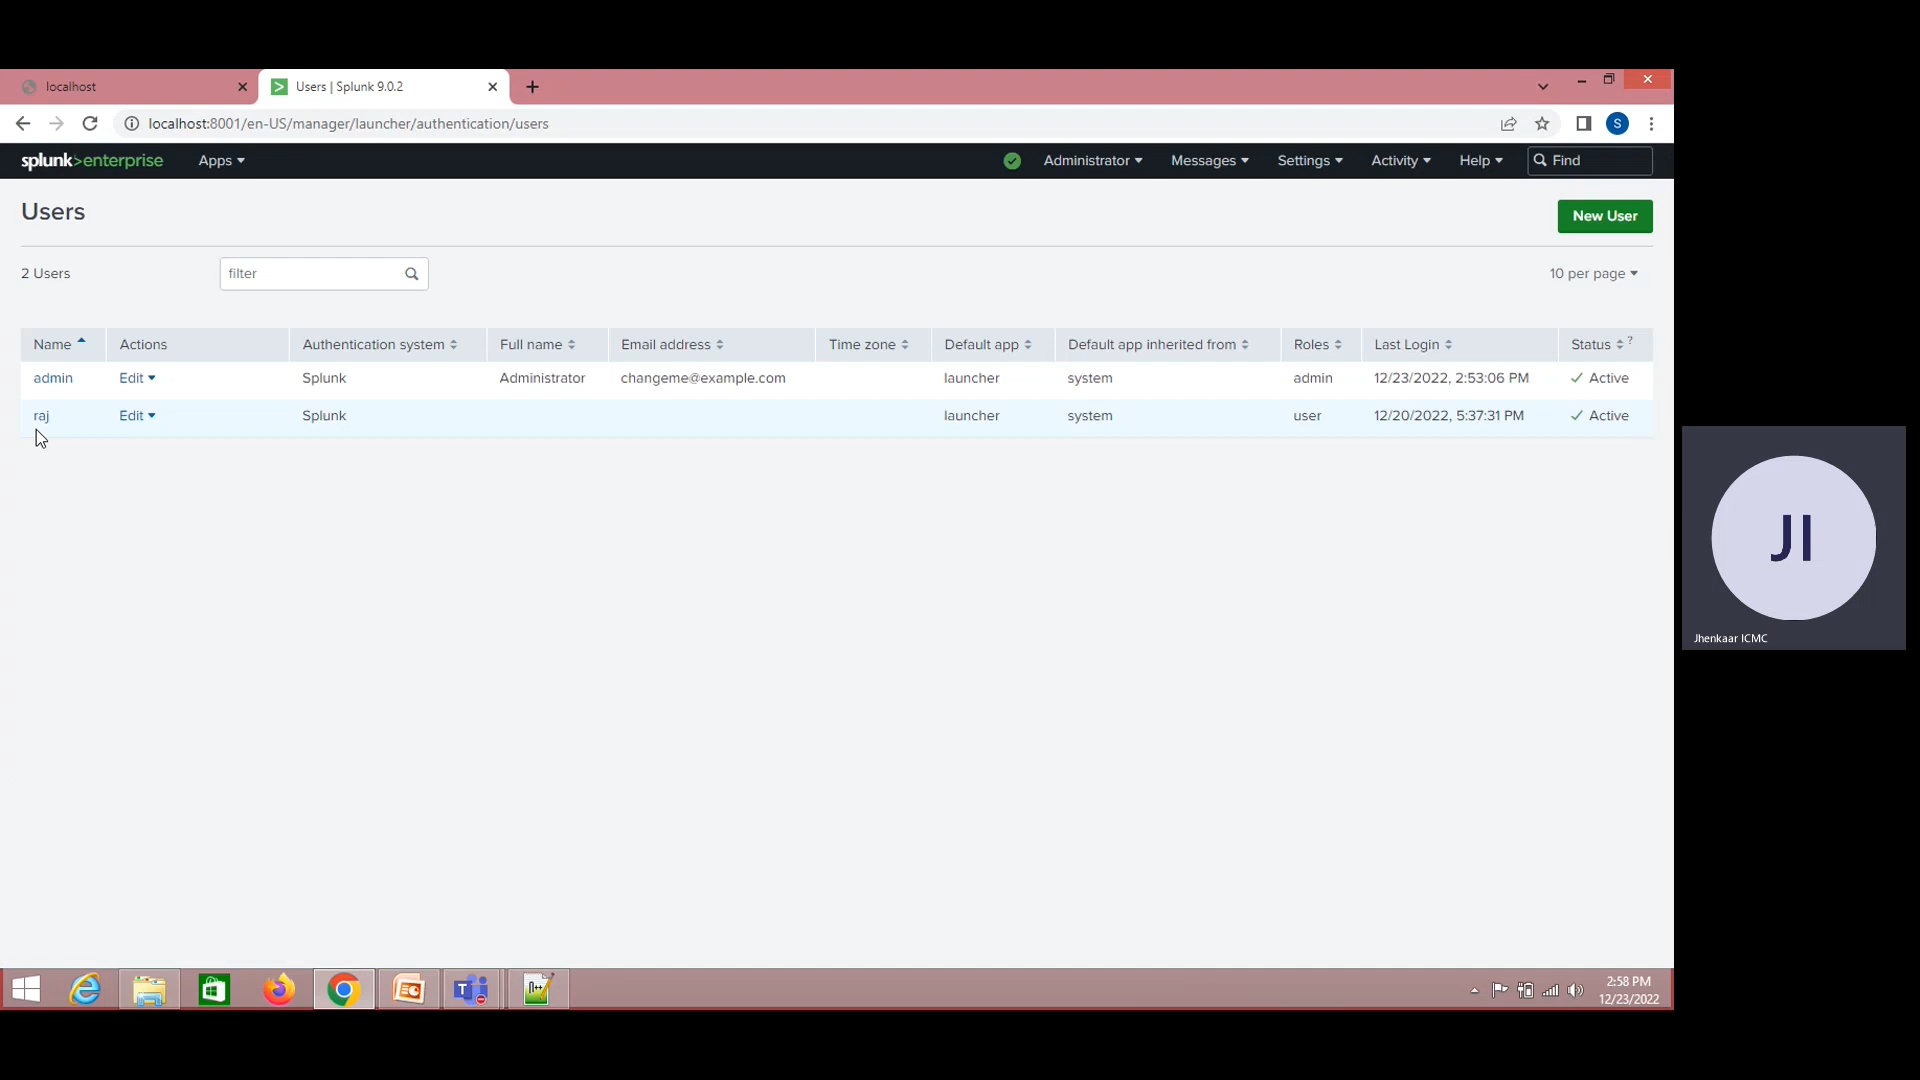 localhost
Users | Splunk 9.0.2
localhost:8001/en-US/manager/launcher/authentication/users
S
splunk>enterprise Apps Administrator Messages Settings Activity Help Find
Users
New User
2 Users filter 10 per page
Name Actions Authentication system Full name Email address Time zone Default app Default app inherited from Roles Last Login Status ?
admin Edit Splunk Administrator changeme@example.com launcher system admin 12/23/2022, 2:53:06 PM Active
raj Edit Splunk launcher system user 12/20/2022, 5:37:31 PM Active
JI
Jhenkaar ICMC
2:58 PM
12/23/2022